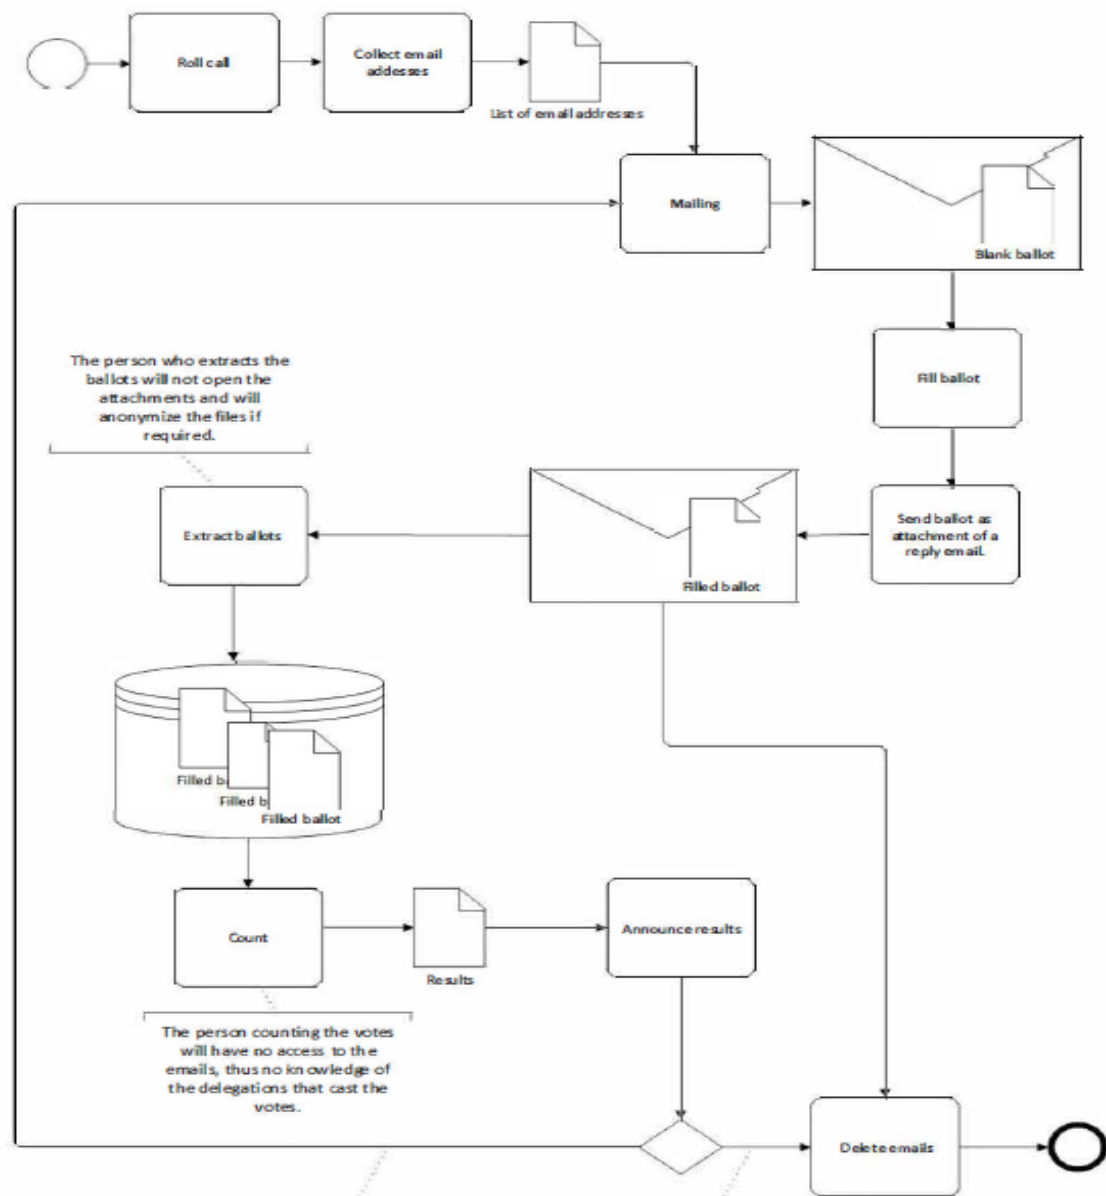 Roll call
Collect email
addesses
List of email addresses
Mailing
Blank ballot
Fill ballot
The person who extracts the
ballots will not open the
attachments and will
anonymize the files if
required.
Extract ballots
Filled ballot
Send ballot as
attachment of a
reply email.
Filled ba
Filled b
Filled ballot
Count
Results
Announce results
The person counting the votes
will have no access to the
emails, thus no knowledge of
the delegations that cast the
votes.
Delete emails